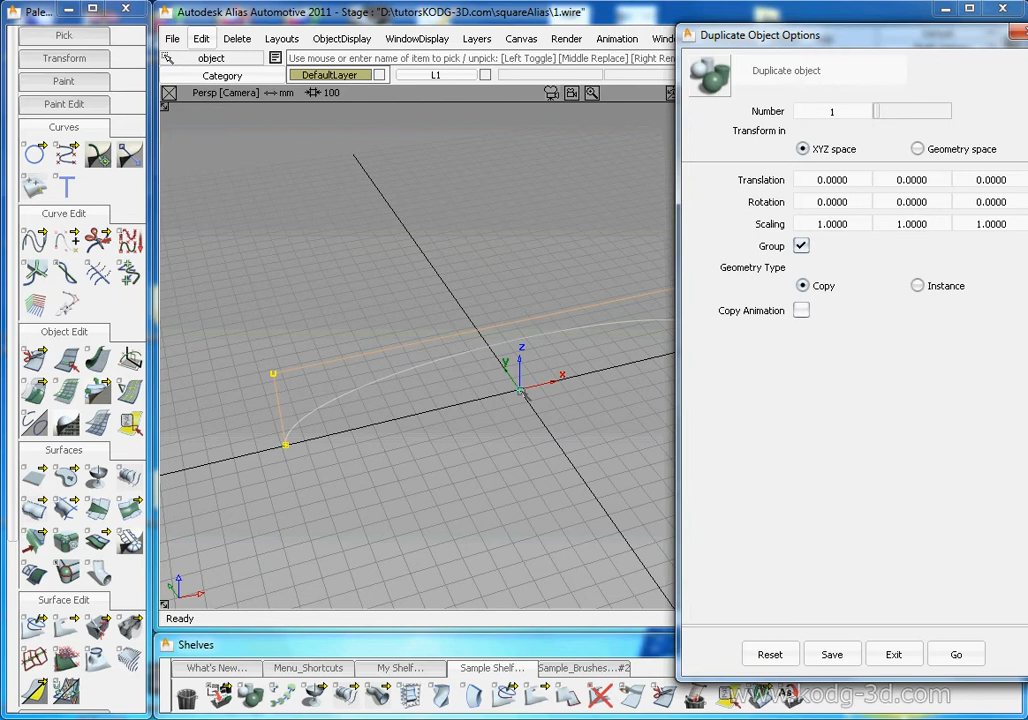 Pale...
Autodesk Alias Automotive 2011 - Stage : "D:\tutorsKODG-3D.com\squareAlias\1.wire"
Pick
Transform
Paint
Paint Edit
Curves
Curve Edit
Object Edit
Surfaces
Surface Edit
File Edit Delete Layouts ObjectDisplay WindowDisplay Layers Canvas Render Animation Wind
object
Use mouse or enter name of item to pick / unpick: [Left Toggle] [Middle Replace] [Right Re
Category DefaultLayer L1
Persp [Camera] mm 100
u
z
y
x
Ready
Shelves
What's New... Menu_Shortcuts My Shelf... Sample Shelf... Sample_Brushes...#2
Duplicate Object Options
Duplicate object
Number 1
Transform in
XYZ space Geometry space
Translation 0.0000 0.0000 0.0000
Rotation 0.0000 0.0000 0.0000
Scaling 1.0000 1.0000 1.0000
Group
Geometry Type
Copy Instance
Copy Animation
Reset Save Exit Go
www.kodg-3d.com